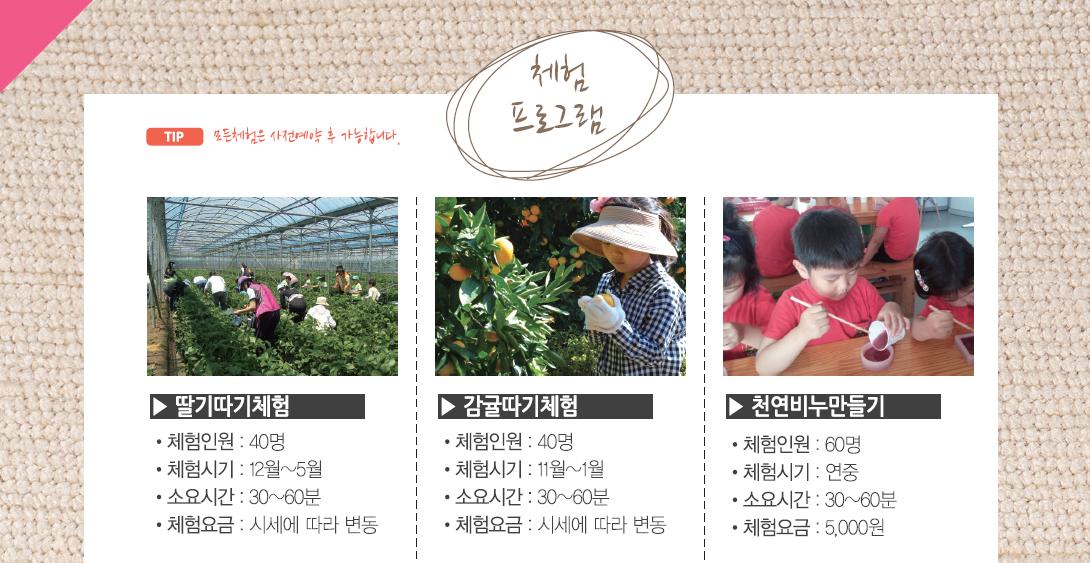 체험
프로그램
TIP 모든체험은 사전예약 후 가능합니다.
▶ 딸기따기체험
• 체험인원 : 40명
• 체험시기 : 12월~5월
• 소요시간 : 30~60분
• 체험요금 : 시세에 따라 변동
▶ 감귤따기체험
• 체험인원 : 40명
• 체험시기 : 11월~1월
• 소요시간 : 30~60분
• 체험요금 : 시세에 따라 변동
▶ 천연비누만들기
• 체험인원 : 60명
• 체험시기 : 연중
• 소요시간 : 30~60분
• 체험요금 : 5,000원